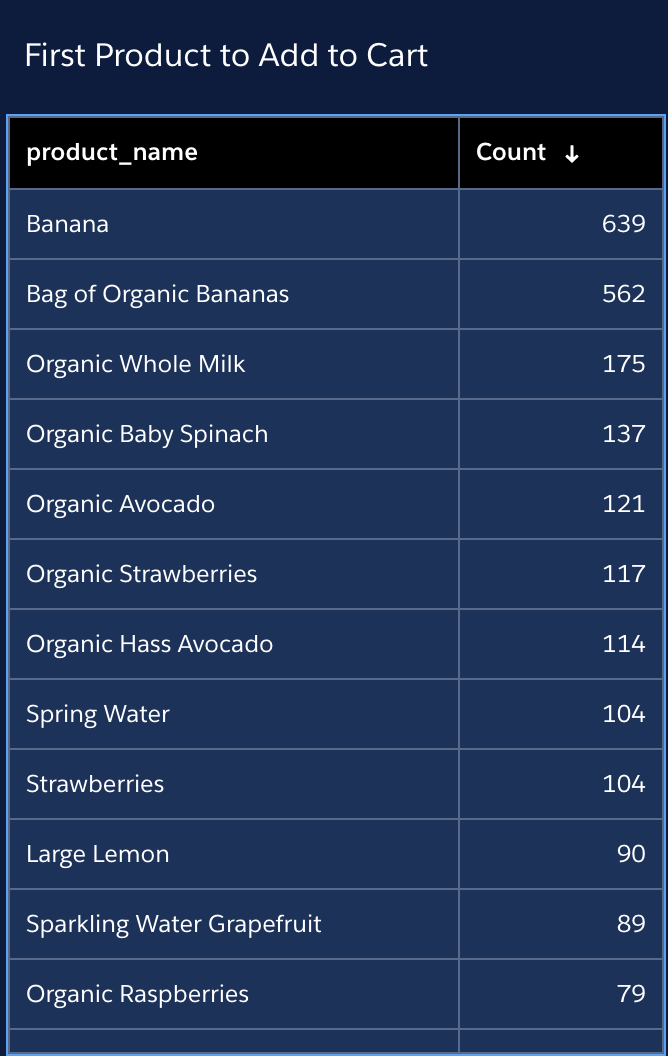 First Product to Add to Cart
product_name Count ↓
Banana 639
Bag of Organic Bananas 562
Organic Whole Milk 175
Organic Baby Spinach 137
Organic Avocado 121
Organic Strawberries 117
Organic Hass Avocado 114
Spring Water 104
Strawberries 104
Large Lemon 90
Sparkling Water Grapefruit 89
Organic Raspberries 79